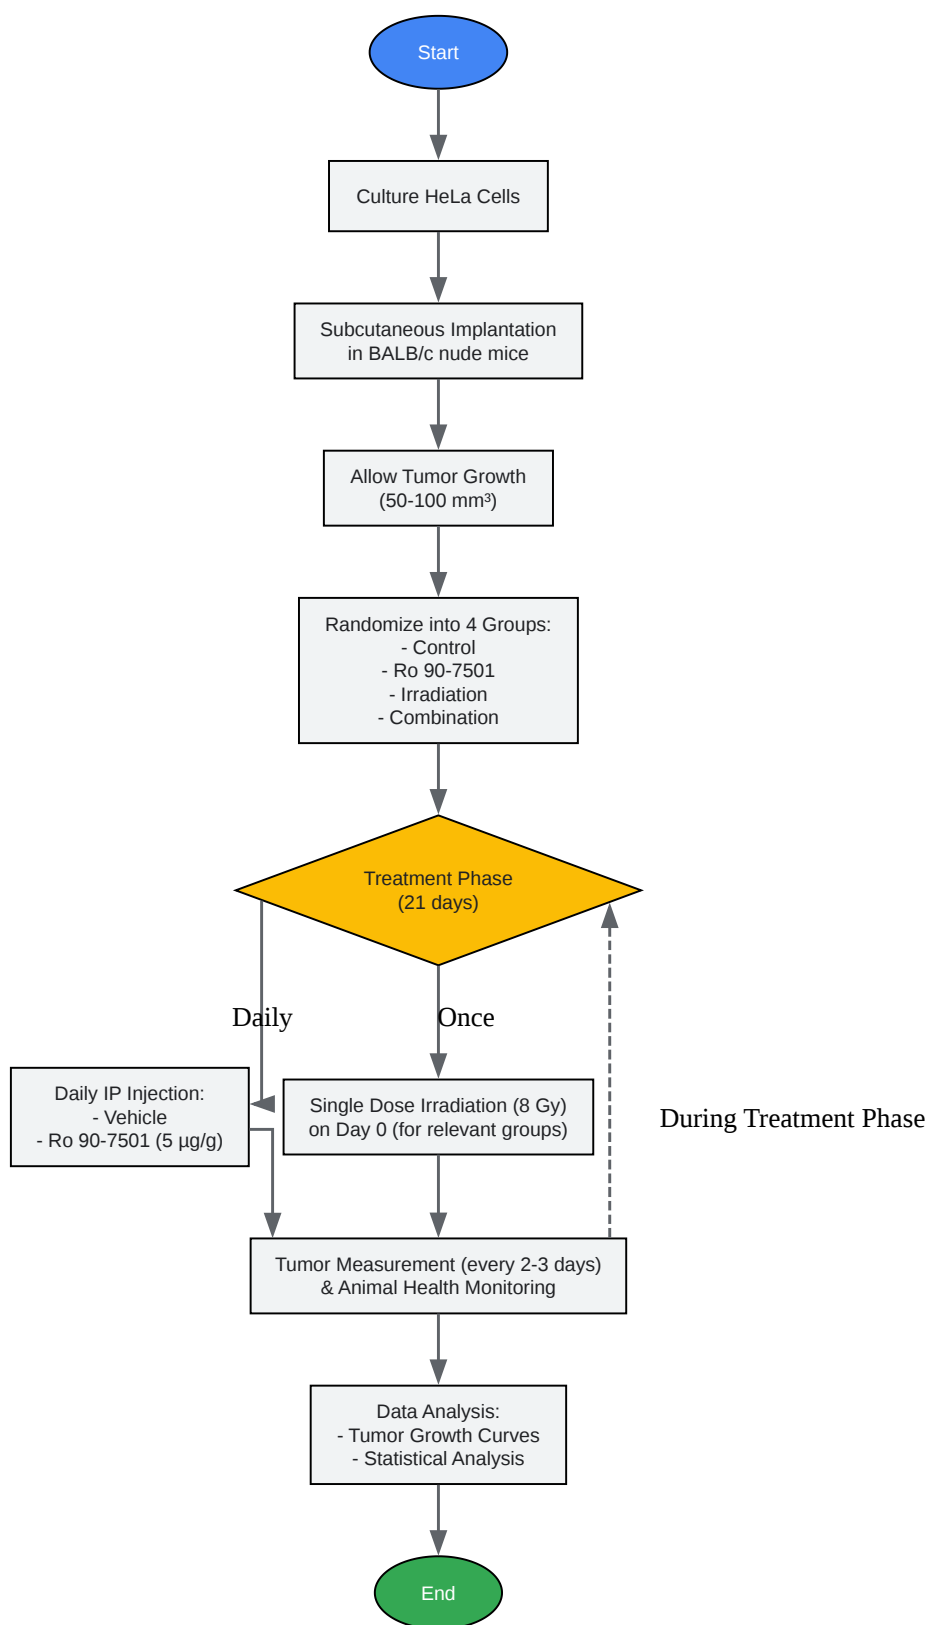 Start
Culture HeLa Cells
Subcutaneous Implantation
in BALB/c nude mice
Allow Tumor Growth
(50-100 mm³)
Randomize into 4 Groups:
- Control
- Ro 90-7501
- Irradiation
- Combination
Treatment Phase
(21 days)
Daily
Once
Daily IP Injection:
- Vehicle
- Ro 90-7501 (5 µg/g)
Single Dose Irradiation (8 Gy)
on Day 0 (for relevant groups)
During Treatment Phase
Tumor Measurement (every 2-3 days)
& Animal Health Monitoring
Data Analysis:
- Tumor Growth Curves
- Statistical Analysis
End